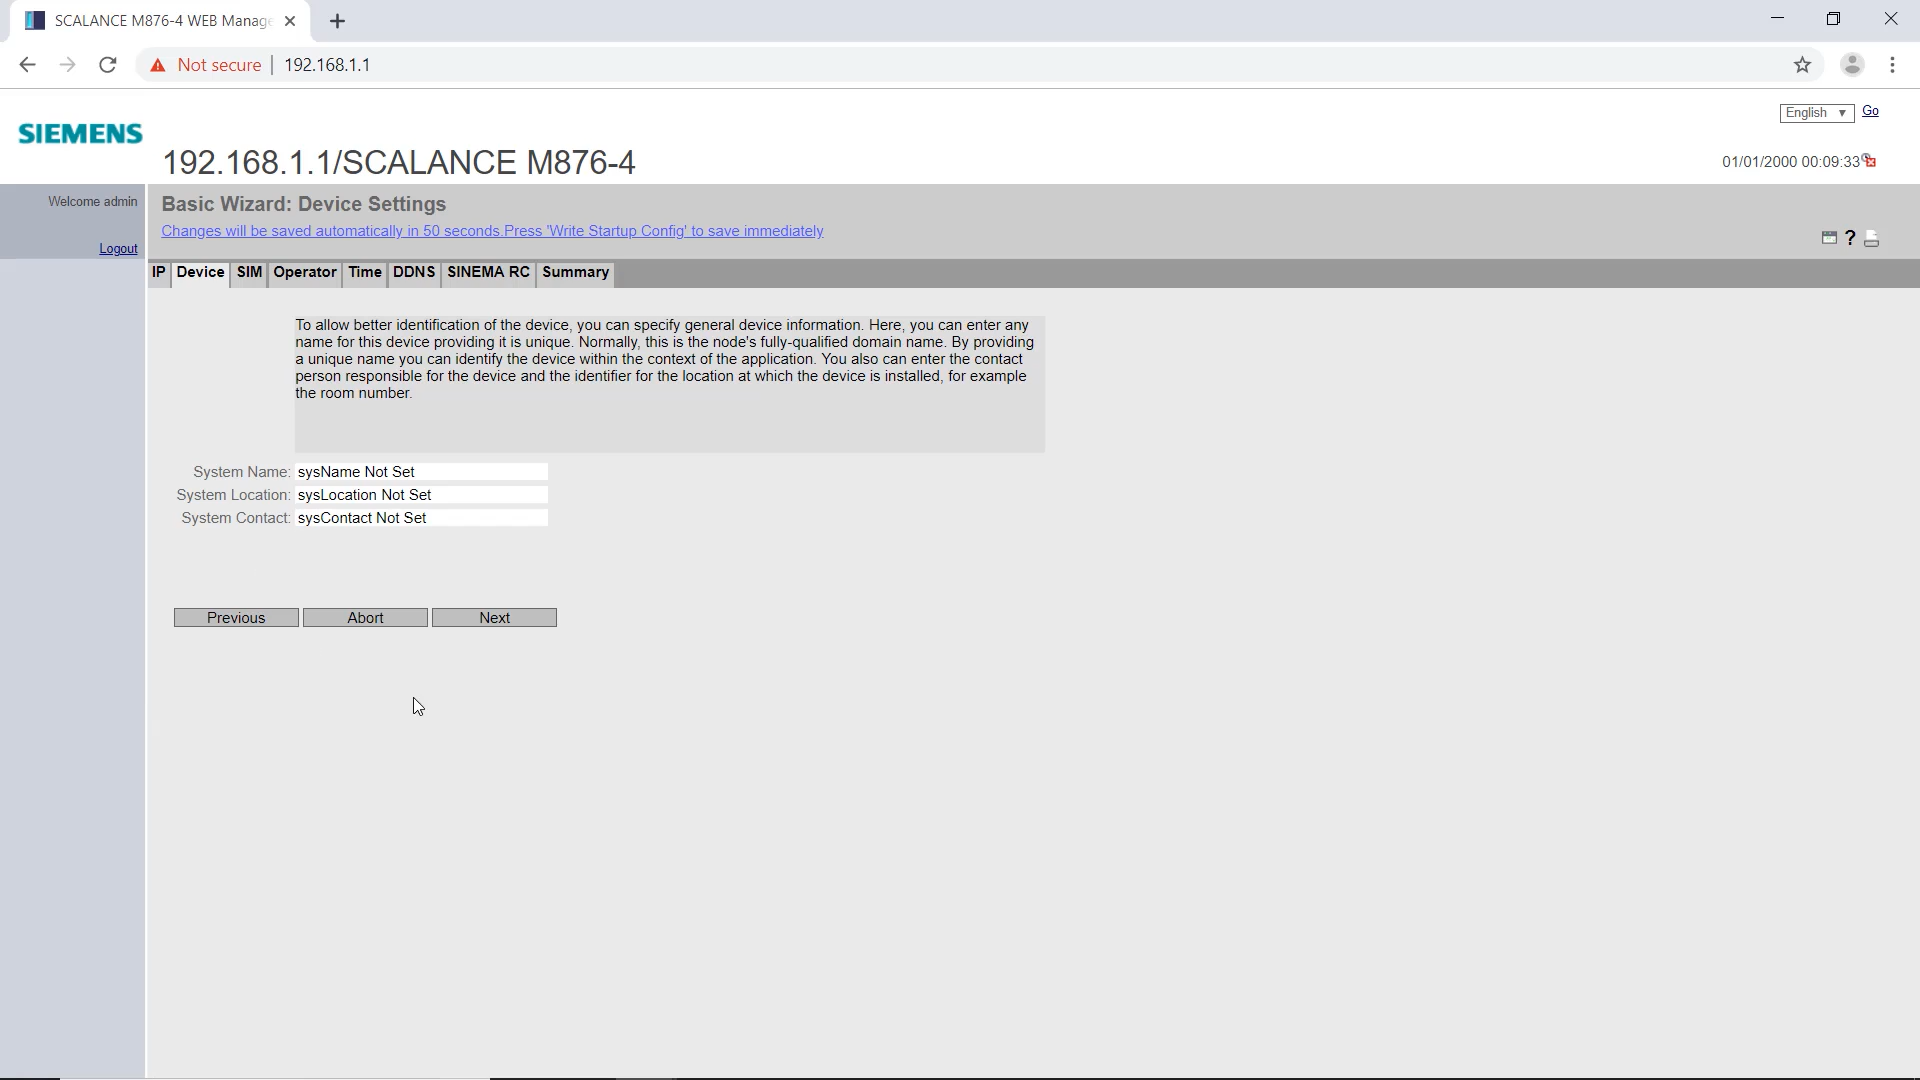 SCALANCE M876-4 WEB Manage
Not secure | 192.168.1.1
English Go
SIEMENS
192.168.1.1/SCALANCE M876-4
01/01/2000 00:09:33
Welcome admin
Logout
Basic Wizard: Device Settings
Changes will be saved automatically in 50 seconds.Press 'Write Startup Config' to save immediately
?
IP Device SIM Operator Time DDNS SINEMA RC Summary
To allow better identification of the device, you can specify general device information. Here, you can enter any
name for this device providing it is unique. Normally, this is the node's fully-qualified domain name. By providing
a unique name you can identify the device within the context of the application. You also can enter the contact
person responsible for the device and the identifier for the location at which the device is installed, for example
the room number.
System Name: sysName Not Set
System Location: sysLocation Not Set
System Contact: sysContact Not Set
Previous Abort Next